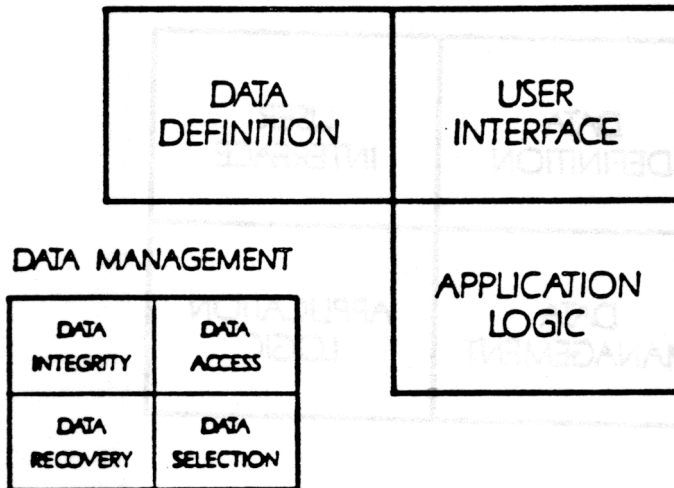 DATA
DEFINITION
USER
INTERFACE
DATA MANAGEMENT
APPLICATION
LOGIC
DATA
INTEGRITY
DATA
ACCESS
DATA
RECOVERY
DATA
SELECTION